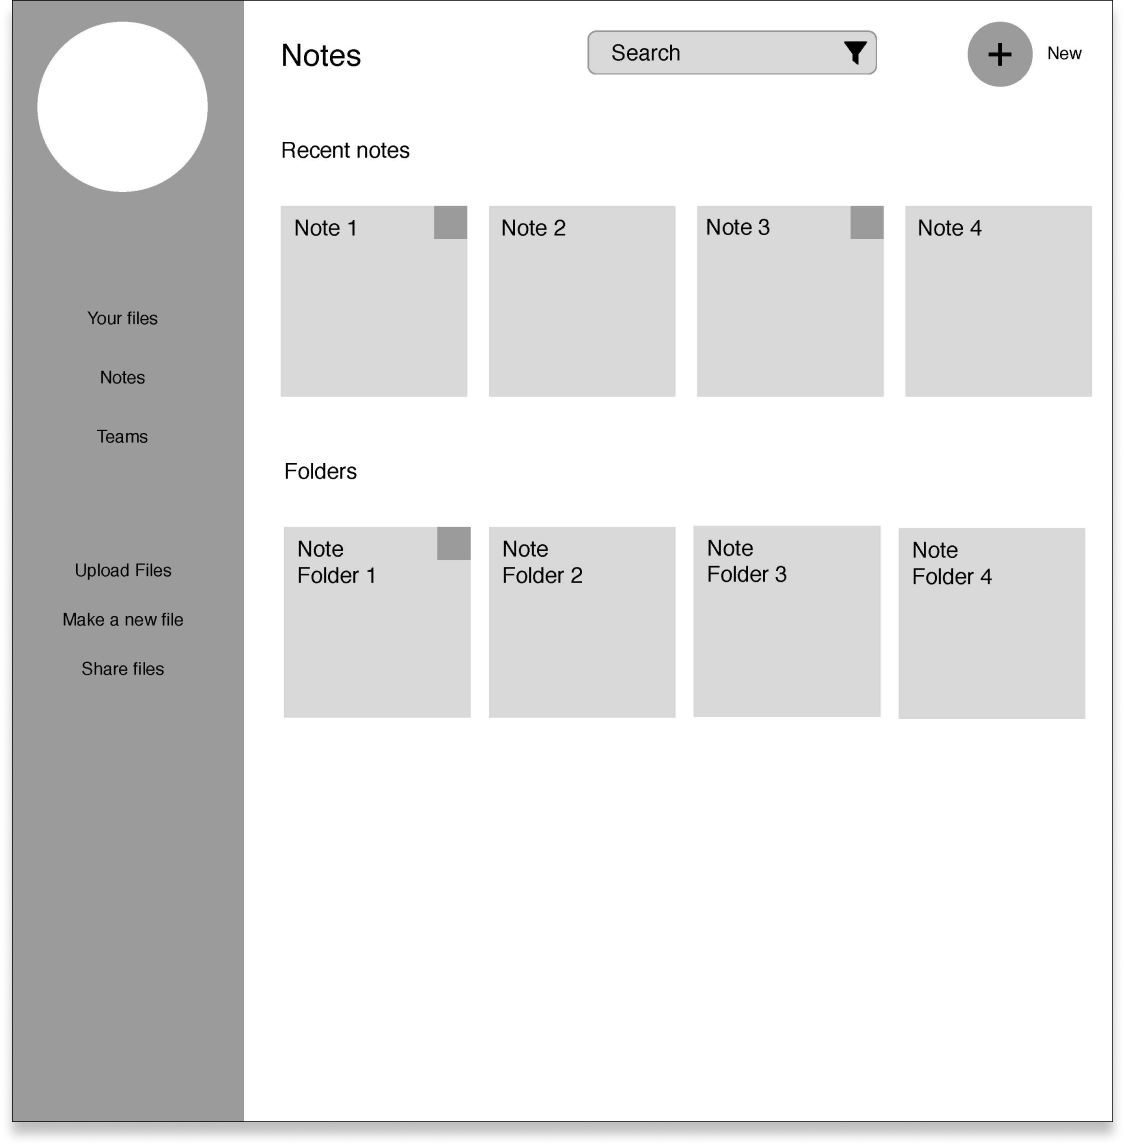 Notes
Search
New
Recent notes
Note 1
Note 2
Note 3
Note 4
Your files
Notes
Teams
Folders
Note
Folder 1
Note
Folder 2
Note
Folder 3
Note
Folder 4
Upload Files
Make a new file
Share files